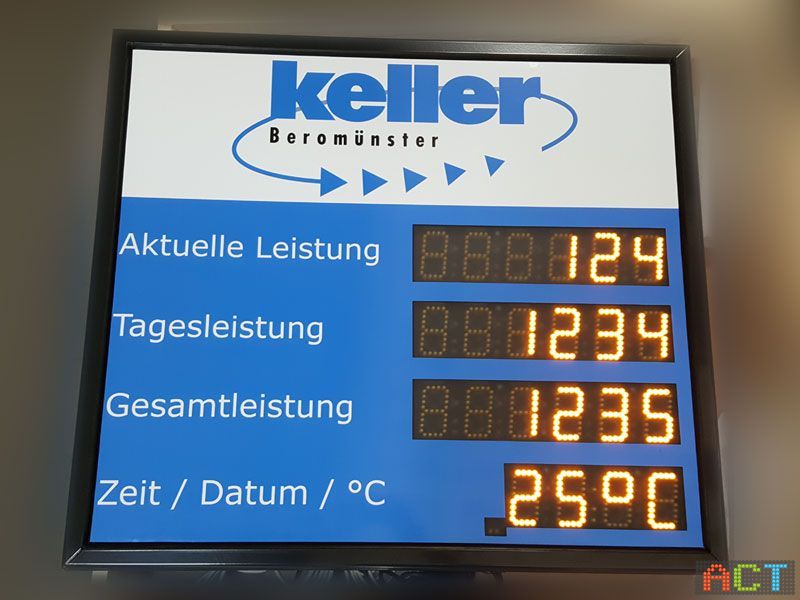 keller
Beromünster
Aktuelle Leistung 124
Tagesleistung 1234
Gesamtleistung 1235
Zeit / Datum / °C 25°C
ACT